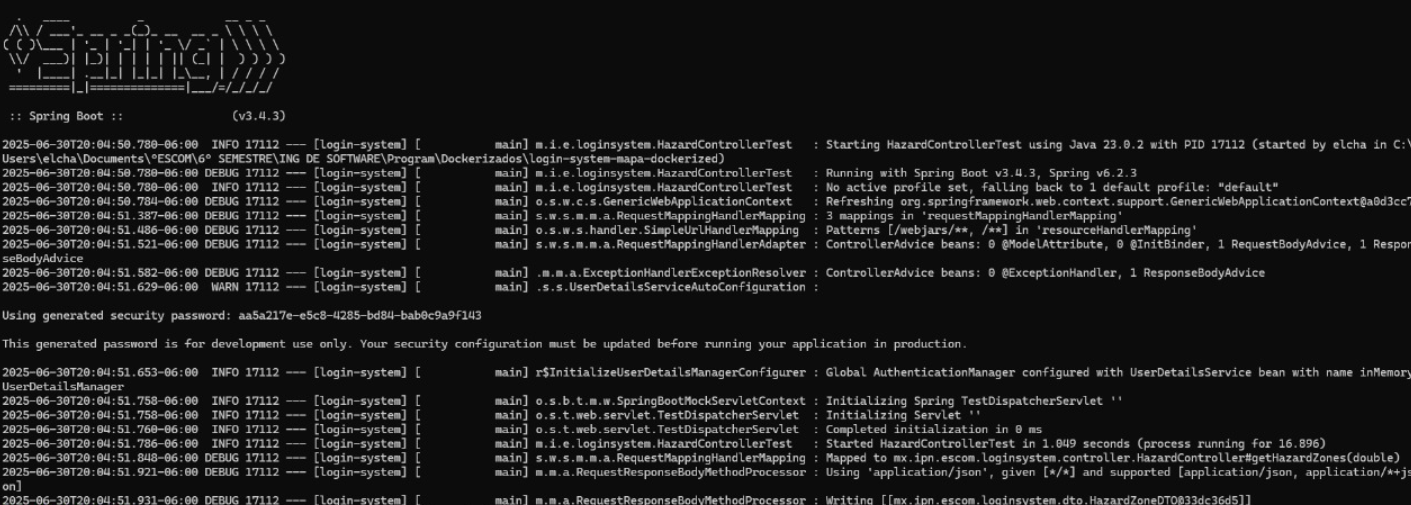 Spring
:: Spring Boot :: (v3.4.3)
2025-06-30T20:04:50.780-06:00 INFO 17112 --- [login-system] [ main] m.i.e.loginsystem.HazardControllerTest : Starting HazardControllerTest using Java 23.0.2 with PID 17112 (started by elcha in C:\
Users\elcha\Documents\°ESCOM\6° SEMESTRE\ING DE SOFTWARE\Program\Dockerizados\login-system-mapa-dockerized)
2025-06-30T20:04:50.780-06:00 DEBUG 17112 --- [login-system] [ main] m.i.e.loginsystem.HazardControllerTest : Running with Spring Boot v3.4.3, Spring v6.2.3
2025-06-30T20:04:50.780-06:00 INFO 17112 --- [login-system] [ main] m.i.e.loginsystem.HazardControllerTest : No active profile set, falling back to 1 default profile: "default"
2025-06-30T20:04:50.784-06:00 DEBUG 17112 --- [login-system] [ main] o.s.w.c.s.GenericWebApplicationContext : Refreshing org.springframework.web.context.support.GenericWebApplicationContext@a0d3cc7
2025-06-30T20:04:51.387-06:00 DEBUG 17112 --- [login-system] [ main] s.w.s.m.m.a.RequestMappingHandlerMapping : 3 mappings in 'requestMappingHandlerMapping'
2025-06-30T20:04:51.486-06:00 DEBUG 17112 --- [login-system] [ main] o.s.w.s.handler.SimpleUrlHandlerMapping : Patterns [/webjars/**, /**] in 'resourceHandlerMapping'
2025-06-30T20:04:51.521-06:00 DEBUG 17112 --- [login-system] [ main] s.w.s.m.m.a.RequestMappingHandlerAdapter : ControllerAdvice beans: 0 @ModelAttribute, 0 @InitBinder, 1 RequestBodyAdvice, 1 Respon
seBodyAdvice
2025-06-30T20:04:51.582-06:00 DEBUG 17112 --- [login-system] [ main] .m.m.a.ExceptionHandlerExceptionResolver : ControllerAdvice beans: 0 @ExceptionHandler, 1 ResponseBodyAdvice
2025-06-30T20:04:51.629-06:00 WARN 17112 --- [login-system] [ main] .s.s.UserDetailsServiceAutoConfiguration :
Using generated security password: aa5a217e-e5c8-4285-bd84-bab0c9a9f143
This generated password is for development use only. Your security configuration must be updated before running your application in production.
2025-06-30T20:04:51.653-06:00 INFO 17112 --- [login-system] [ main] r$InitializeUserDetailsManagerConfigurer : Global AuthenticationManager configured with UserDetailsService bean with name inMemory
UserDetailsManager
2025-06-30T20:04:51.758-06:00 INFO 17112 --- [login-system] [ main] o.s.b.t.m.w.SpringBootMockServletContext : Initializing Spring TestDispatcherServlet ''
2025-06-30T20:04:51.758-06:00 INFO 17112 --- [login-system] [ main] o.s.t.web.servlet.TestDispatcherServlet : Initializing Servlet ''
2025-06-30T20:04:51.760-06:00 INFO 17112 --- [login-system] [ main] o.s.t.web.servlet.TestDispatcherServlet : Completed initialization in 0 ms
2025-06-30T20:04:51.786-06:00 INFO 17112 --- [login-system] [ main] m.i.e.loginsystem.HazardControllerTest : Started HazardControllerTest in 1.049 seconds (process running for 16.896)
2025-06-30T20:04:51.848-06:00 DEBUG 17112 --- [login-system] [ main] s.w.s.m.m.a.RequestMappingHandlerMapping : Mapped to mx.ipn.escom.loginsystem.controller.HazardController#getHazardZones(double)
2025-06-30T20:04:51.921-06:00 DEBUG 17112 --- [login-system] [ main] m.m.a.RequestResponseBodyMethodProcessor : Using 'application/json', given [*/*] and supported [application/json, application/*+js
on]
2025-06-30T20:04:51.931-06:00 DEBUG 17112 --- [login-system] [ main] m.m.a.RequestResponseBodyMethodProcessor : Writing [[mx.ipn.escom.loginsystem.dto.HazardZoneDTO@33dc36d5]]